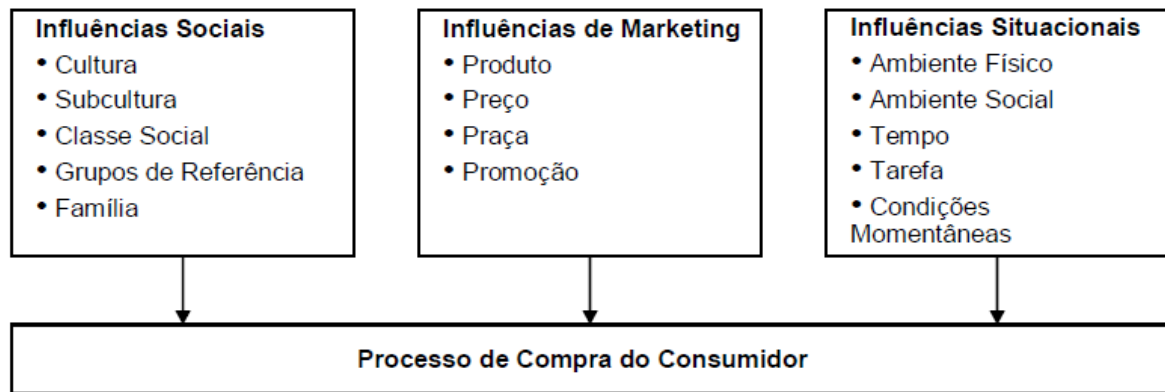 Influências Sociais
• Cultura
• Subcultura
• Classe Social
• Grupos de Referência
• Família
Influências de Marketing
• Produto
• Preço
• Praça
• Promoção
Influências Situacionais
• Ambiente Físico
• Ambiente Social
• Tempo
• Tarefa
• Condições
Momentâneas
Processo de Compra do Consumidor